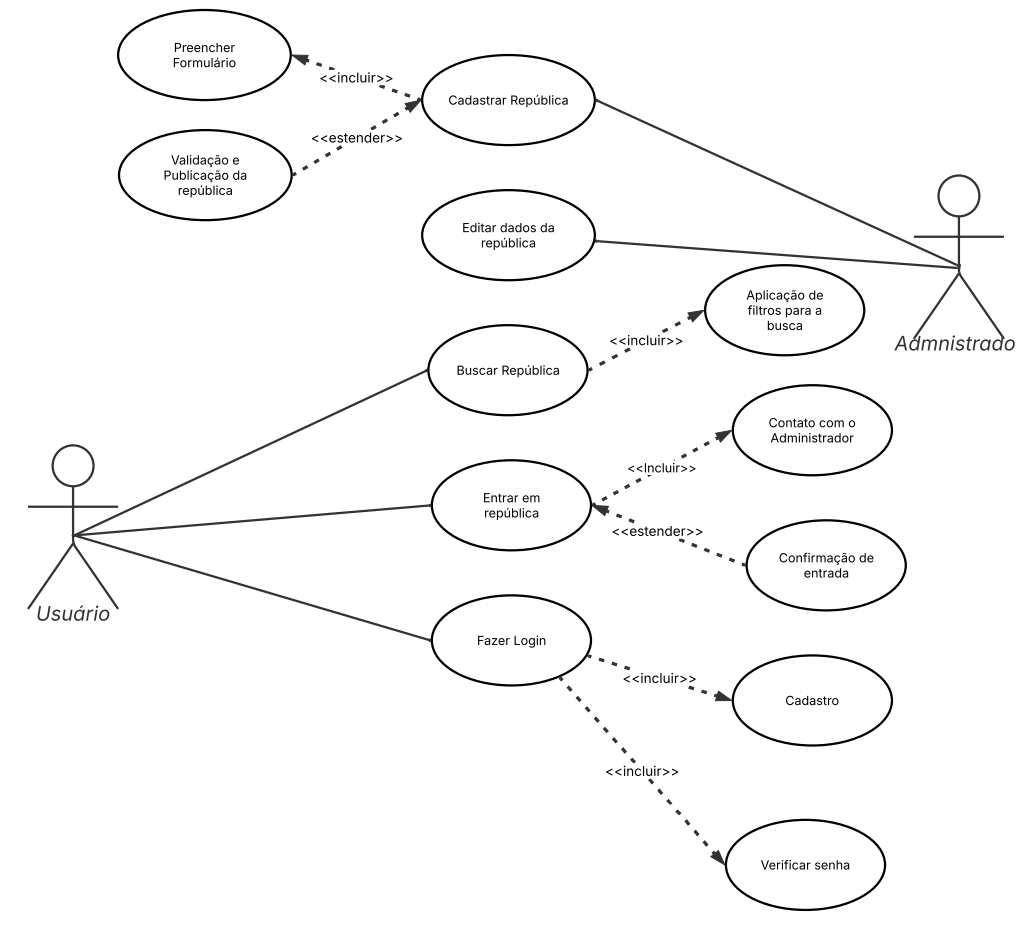 Preencher
Formulário
<<incluir>>
Cadastrar República
<<estender>>
Validação e
Publicação da
república
Editar dados da
república
Aplicação de
filtros para a
busca
Admnistrado
<<incluir>>
Buscar República
Contato com o
Administrador
<<Incluir>>
Entrar em
república
<<estender>>
Confirmação de
entrada
Usuário
Fazer Login
<<incluir>>
Cadastro
<<incluir>>
Verificar senha